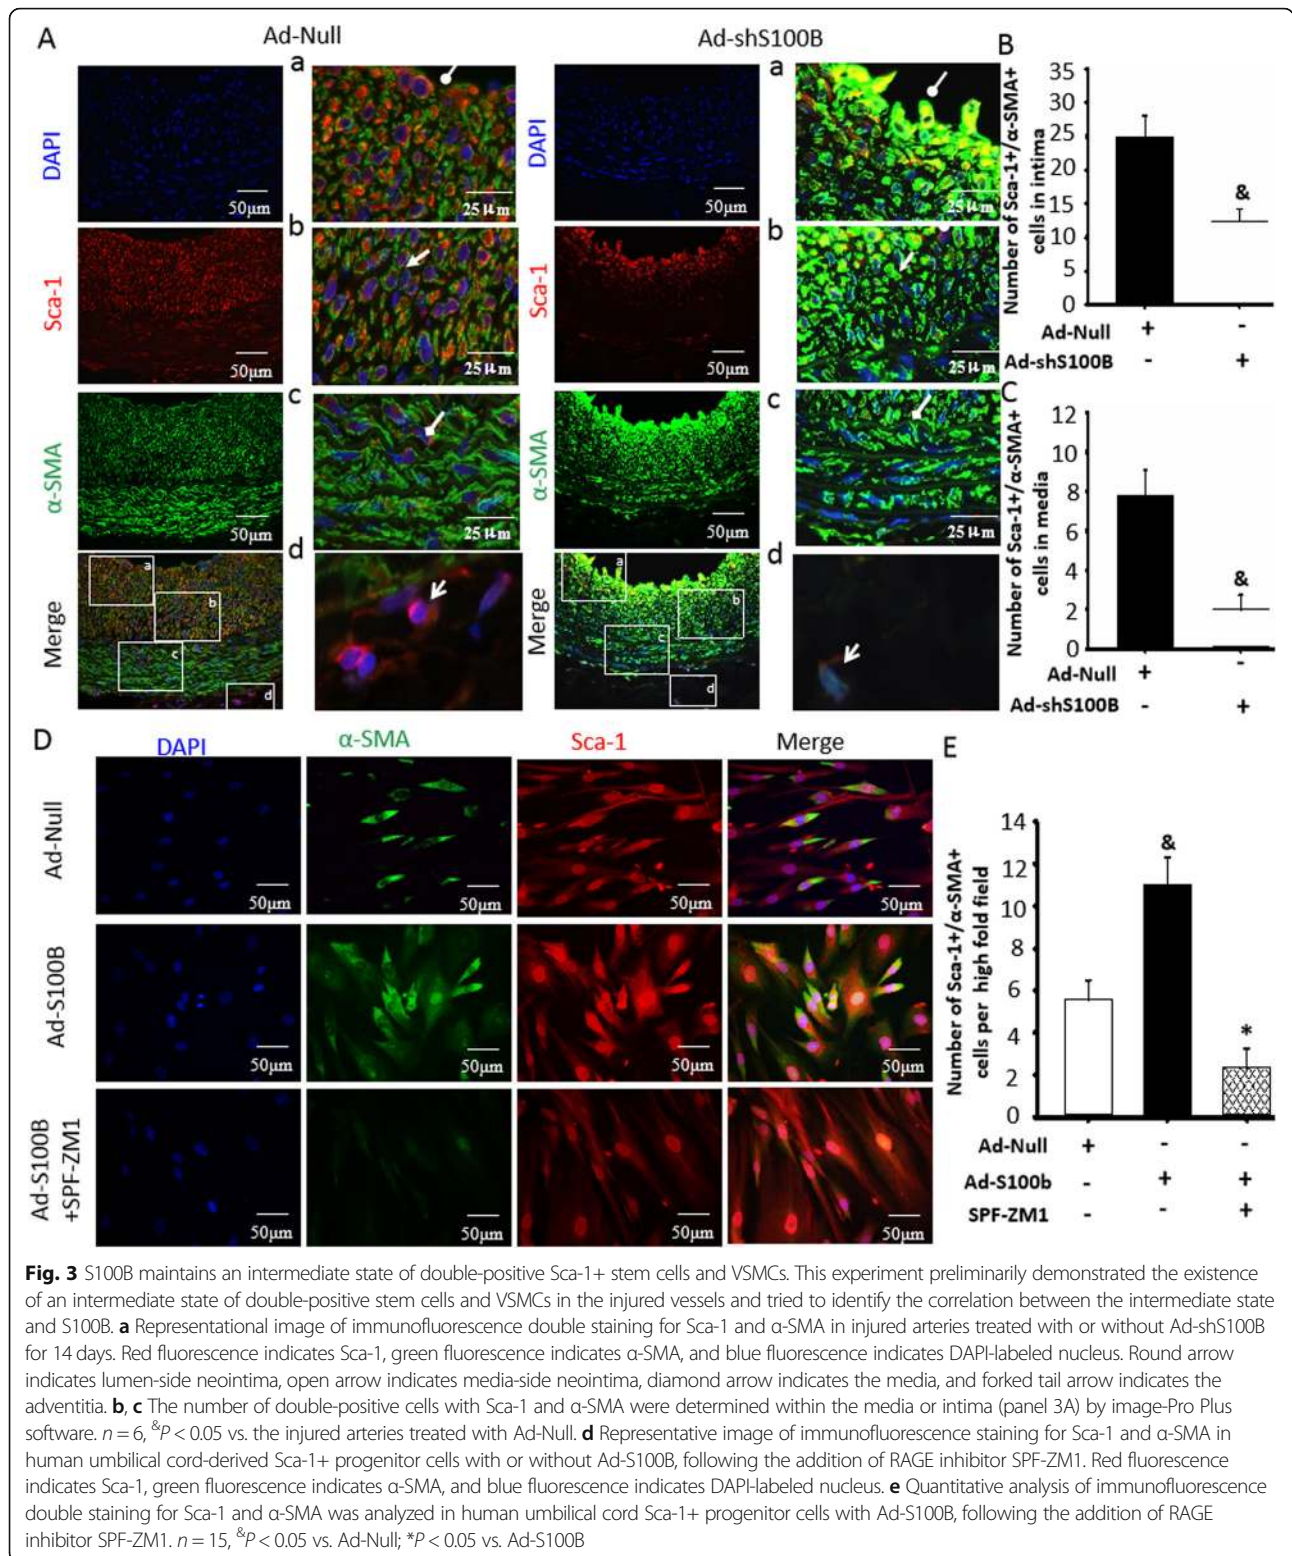 A
Ad-Null
Ad-shS100B
DAPI
50μm
a
25μm
DAPI
50μm
a
25μm
Sca-1
50μm
b
25μm
Sca-1
50μm
b
25μm
α-SMA
50μm
c
25μm
α-SMA
50μm
c
25μm
Merge
a
b
c
d
d
Merge
a
b
c
d
d
B
Number of Sca-1+/α-SMA+
cells in intima
35
30
25
20
15
10
5
0
&
Ad-Null + -
Ad-shS100B - +
C
Number of Sca-1+/α-SMA+
cells in media
12
10
8
6
4
2
0
&
Ad-Null + -
Ad-shS100B - +
D
DAPI α-SMA Sca-1 Merge
Ad-Null
50μm 50μm 50μm 50μm
Ad-S100B
50μm 50μm 50μm 50μm
Ad-S100B
+SPF-ZM1
50μm 50μm 50μm 50μm
E
Number of Sca-1+/α-SMA+
cells per high fold field
14
12
10
8
6
4
2
0
&
*
Ad-Null + - -
Ad-S100b - + +
SPF-ZM1 - - +
Fig. 3 S100B maintains an intermediate state of double-positive Sca-1+ stem cells and VSMCs. This experiment preliminarily demonstrated the existence
of an intermediate state of double-positive stem cells and VSMCs in the injured vessels and tried to identify the correlation between the intermediate state
and S100B. a Representational image of immunofluorescence double staining for Sca-1 and α-SMA in injured arteries treated with or without Ad-shS100B
for 14 days. Red fluorescence indicates Sca-1, green fluorescence indicates α-SMA, and blue fluorescence indicates DAPI-labeled nucleus. Round arrow
indicates lumen-side neointima, open arrow indicates media-side neointima, diamond arrow indicates the media, and forked tail arrow indicates the
adventitia. b, c The number of double-positive cells with Sca-1 and α-SMA were determined within the media or intima (panel 3A) by image-Pro Plus
software. n = 6, &P < 0.05 vs. the injured arteries treated with Ad-Null. d Representative image of immunofluorescence staining for Sca-1 and α-SMA in
human umbilical cord-derived Sca-1+ progenitor cells with or without Ad-S100B, following the addition of RAGE inhibitor SPF-ZM1. Red fluorescence
indicates Sca-1, green fluorescence indicates α-SMA, and blue fluorescence indicates DAPI-labeled nucleus. e Quantitative analysis of immunofluorescence
double staining for Sca-1 and α-SMA was analyzed in human umbilical cord Sca-1+ progenitor cells with Ad-S100B, following the addition of RAGE
inhibitor SPF-ZM1. n = 15, &P < 0.05 vs. Ad-Null; *P < 0.05 vs. Ad-S100B